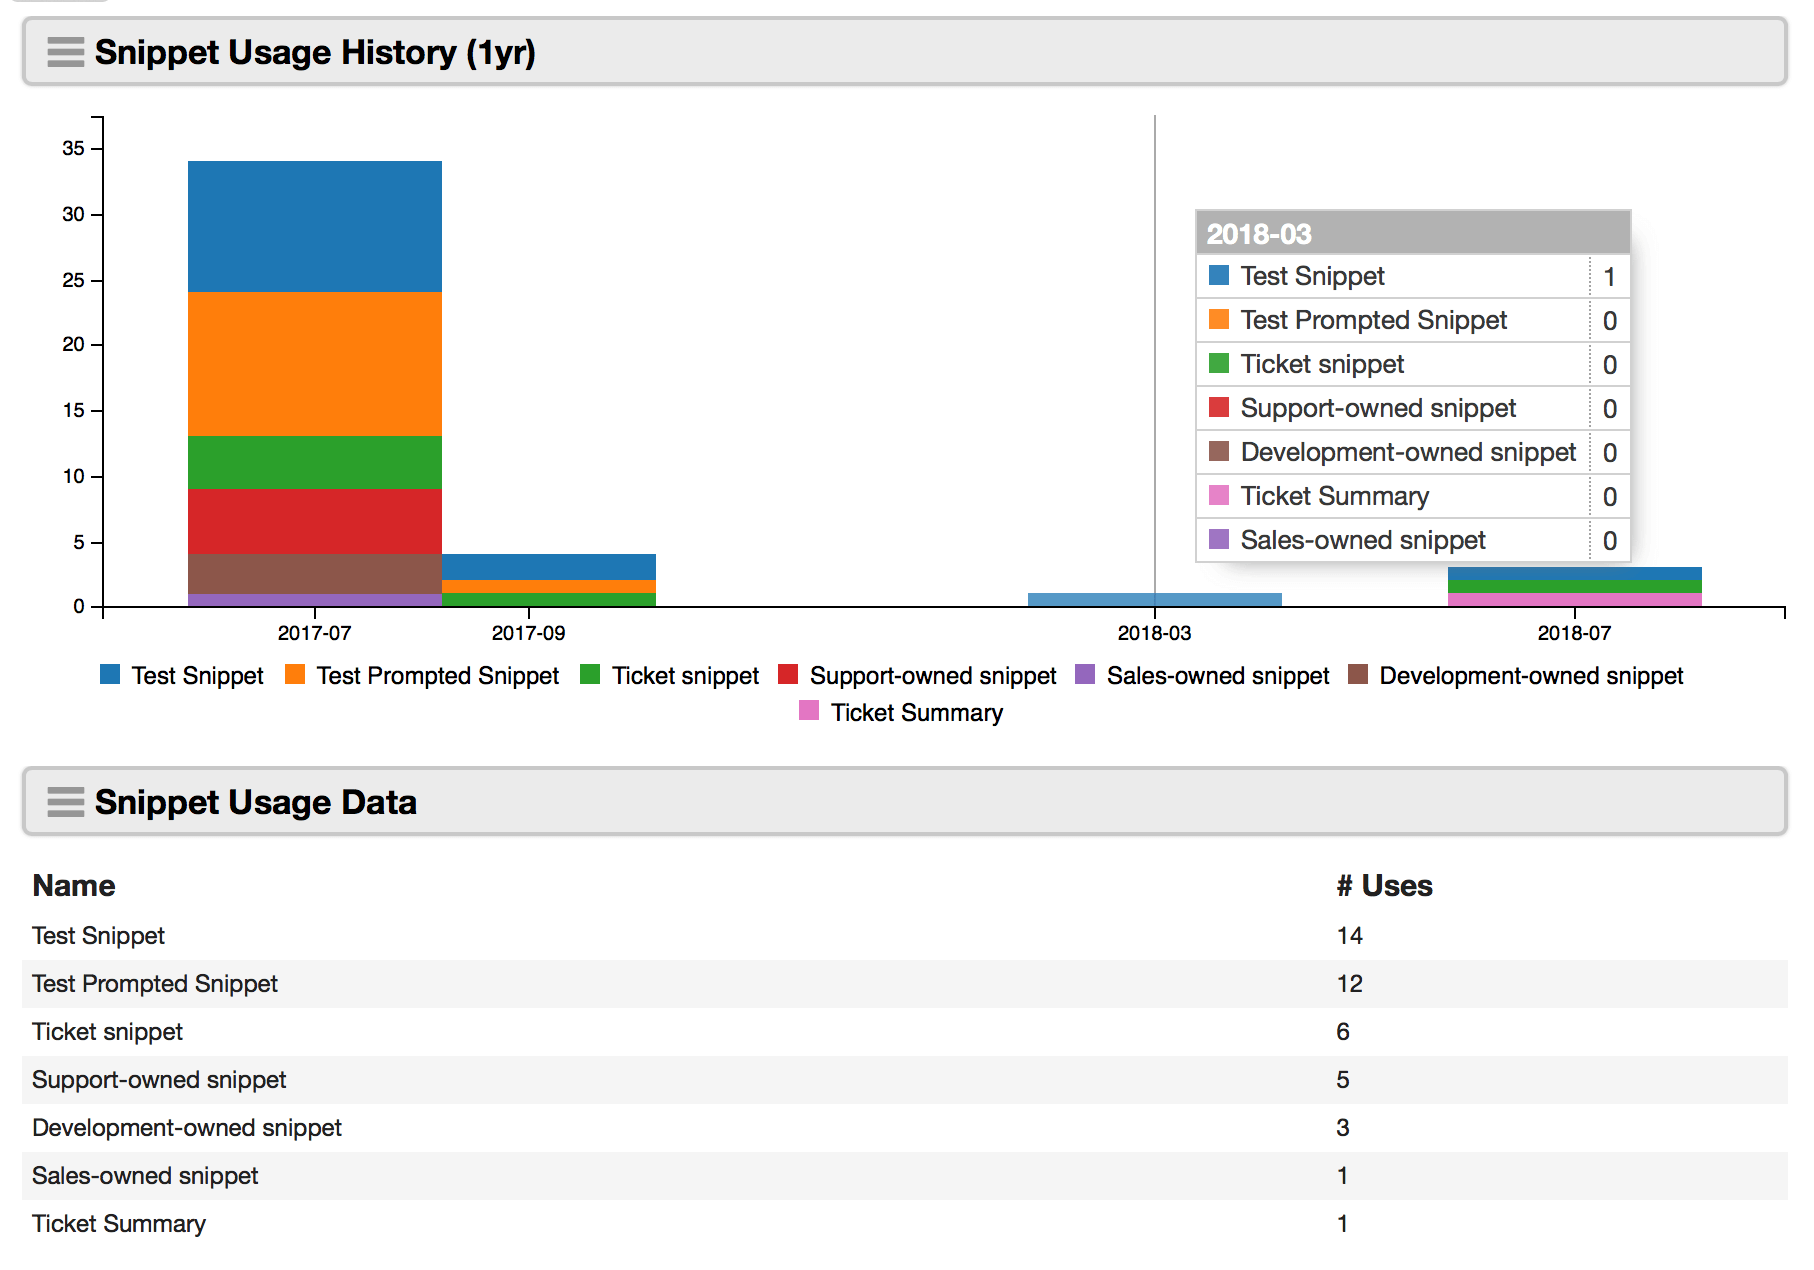 Snippet Usage History (1yr)
35
30
25
20
15
10
5
0
2018-03
Test Snippet 1
Test Prompted Snippet 0
Ticket snippet 0
Support-owned snippet 0
Development-owned snippet 0
Ticket Summary 0
Sales-owned snippet 0
2017-07 2017-09 2018-03 2018-07
Test Snippet Test Prompted Snippet Ticket snippet Support-owned snippet Sales-owned snippet Development-owned snippet
Ticket Summary
Snippet Usage Data
Name # Uses
Test Snippet 14
Test Prompted Snippet 12
Ticket snippet 6
Support-owned snippet 5
Development-owned snippet 3
Sales-owned snippet 1
Ticket Summary 1